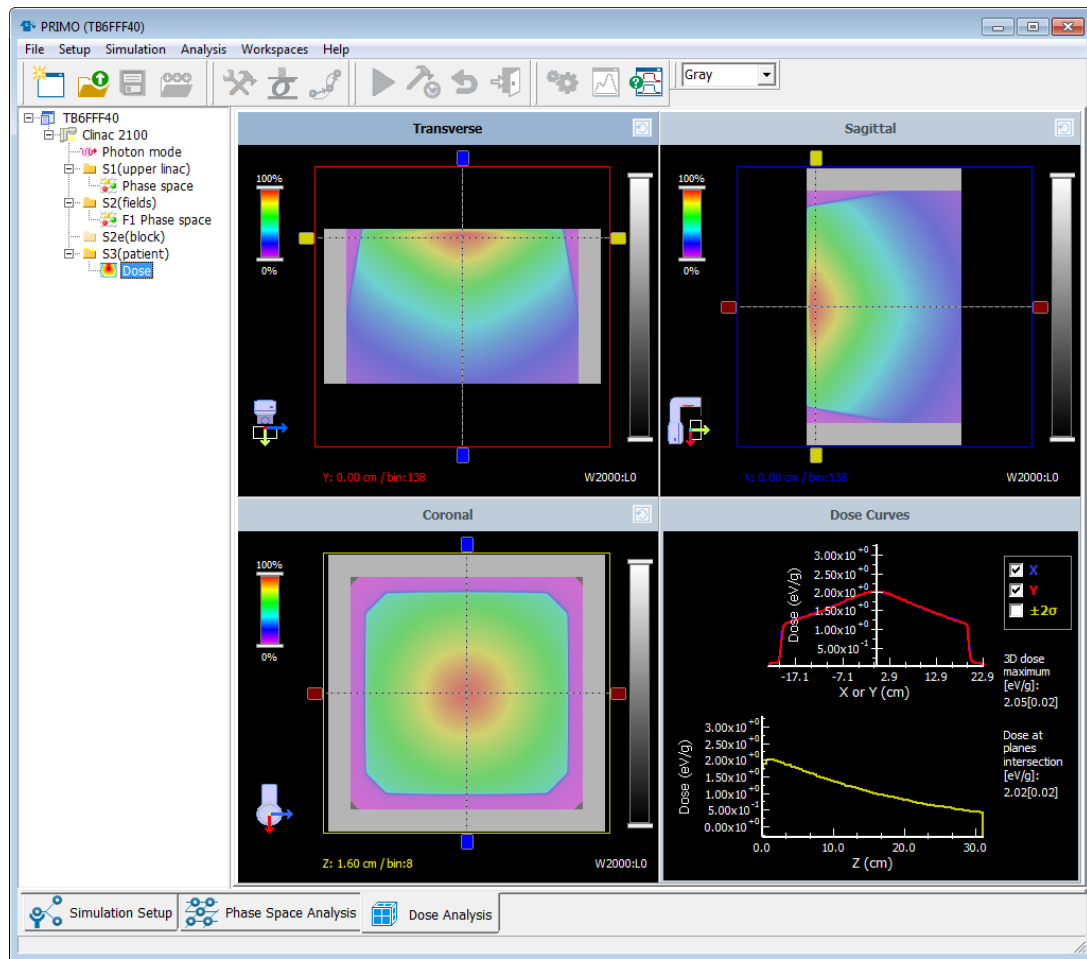 PRIMO (TB6FFF40)
File Setup Simulation Analysis Workspaces Help
Gray
TB6FFF40
Clinac 2100
Photon mode
S1(upper linac)
Phase space
S2(fields)
F1 Phase space
S2e(block)
S3(patient)
Dose
Transverse
100%
0%
Y: 0.00 cm / bin:138
W2000:L0
Sagittal
100%
0%
X: 0.00 cm / bin:138
W2000:L0
Coronal
100%
0%
Z: 1.60 cm / bin:8
W2000:L0
Dose Curves
Dose (eV/g)
3.00x10 +0
2.50x10 +0
2.00x10 +0
1.50x10 +0
1.00x10 +0
5.00x10 -1
-17.1 -7.1 2.9 12.9 22.9
X or Y (cm)
X
Y
±2σ
3D dose
maximum
[eV/g]:
2.05[0.02]
Dose (eV/g)
3.00x10 +0
2.50x10 +0
2.00x10 +0
1.50x10 +0
1.00x10 +0
5.00x10 -1
0.00x10 +0
0.0 10.0 20.0 30.0
Z (cm)
Dose at
planes
intersection
[eV/g]:
2.02[0.02]
Simulation Setup
Phase Space Analysis
Dose Analysis